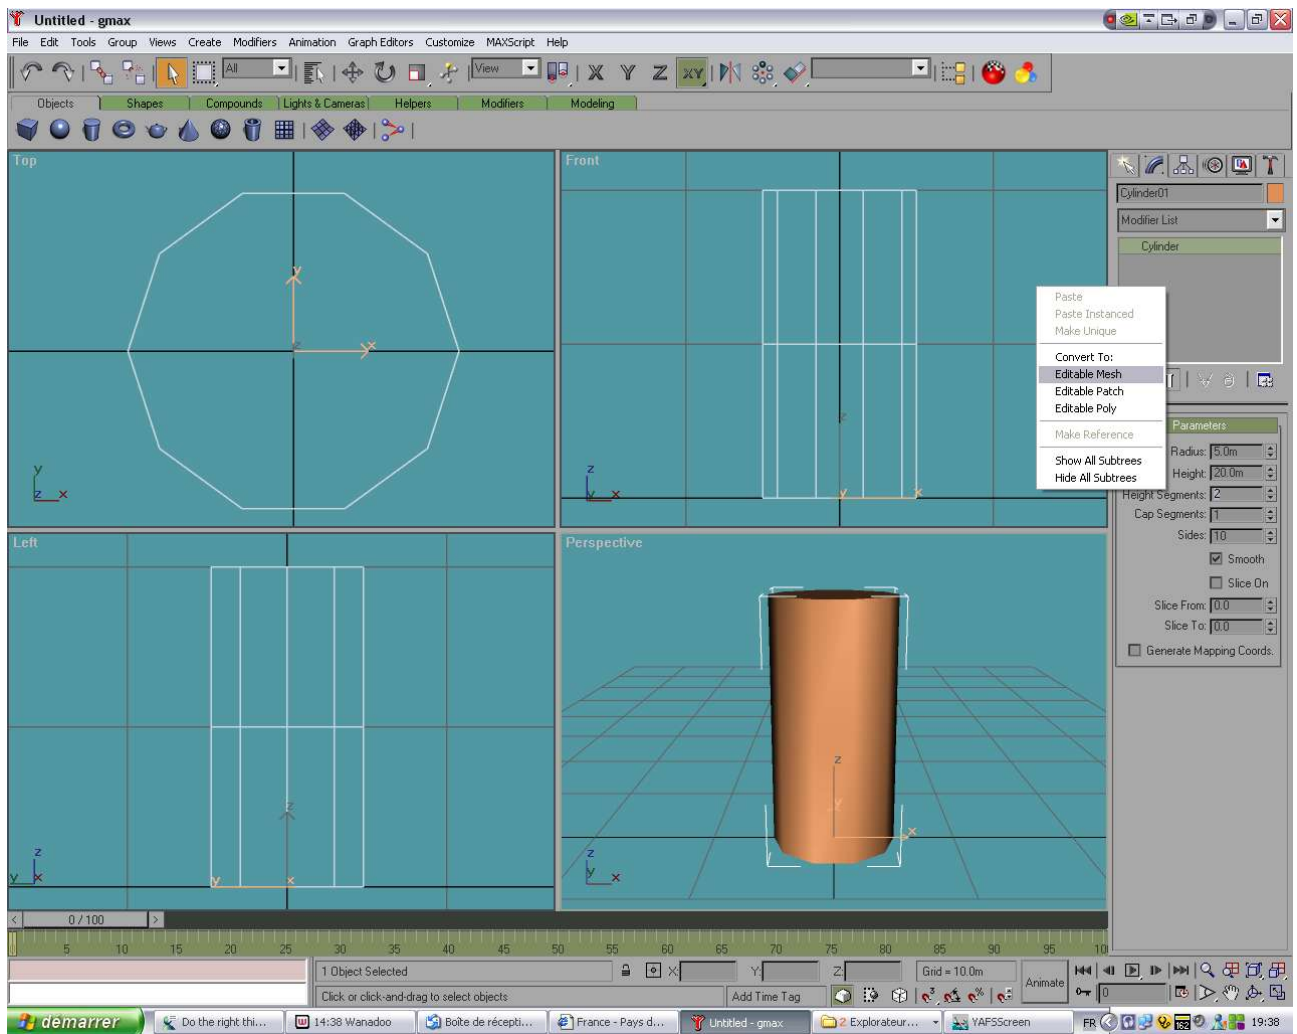 Untitled - gmax
File Edit Tools Group Views Create Modifiers Animation Graph Editors Customize MAXScript Help
All View X Y Z XY
Objects Shapes Compounds Lights & Cameras Helpers Modifiers Modeling
Top
y
x
z
y
z x
Front
z
z
y x
y x
Left
z
z
y x
y x
Perspective
z
y
x
z
y x
Cylinder01
Modifier List
Cylinder
Paste
Paste Instanced
Make Unique
Convert To:
Editable Mesh
Editable Patch
Editable Poly
Make Reference
Show All Subtrees
Hide All Subtrees
Parameters
Radius: 5.0m
Height: 20.0m
Height Segments: 2
Cap Segments: 1
Sides: 10
Smooth
Slice On
Slice From: 0.0
Slice To: 0.0
Generate Mapping Coords.
< 0 / 100 >
5 10 15 20 25 30 35 40 45 50 55 60 65 70 75 80 85 90 95 10
1 Object Selected X: Y: Z: Grid = 10.0m
Animate
Click or click-and-drag to select objects Add Time Tag 0
démarrer Do the right thi... 14:38 Wanadoo Boîte de récepti... France - Pays d... Untitled - gmax 2 Explorateur... YAF5Screen FR 162 19:38